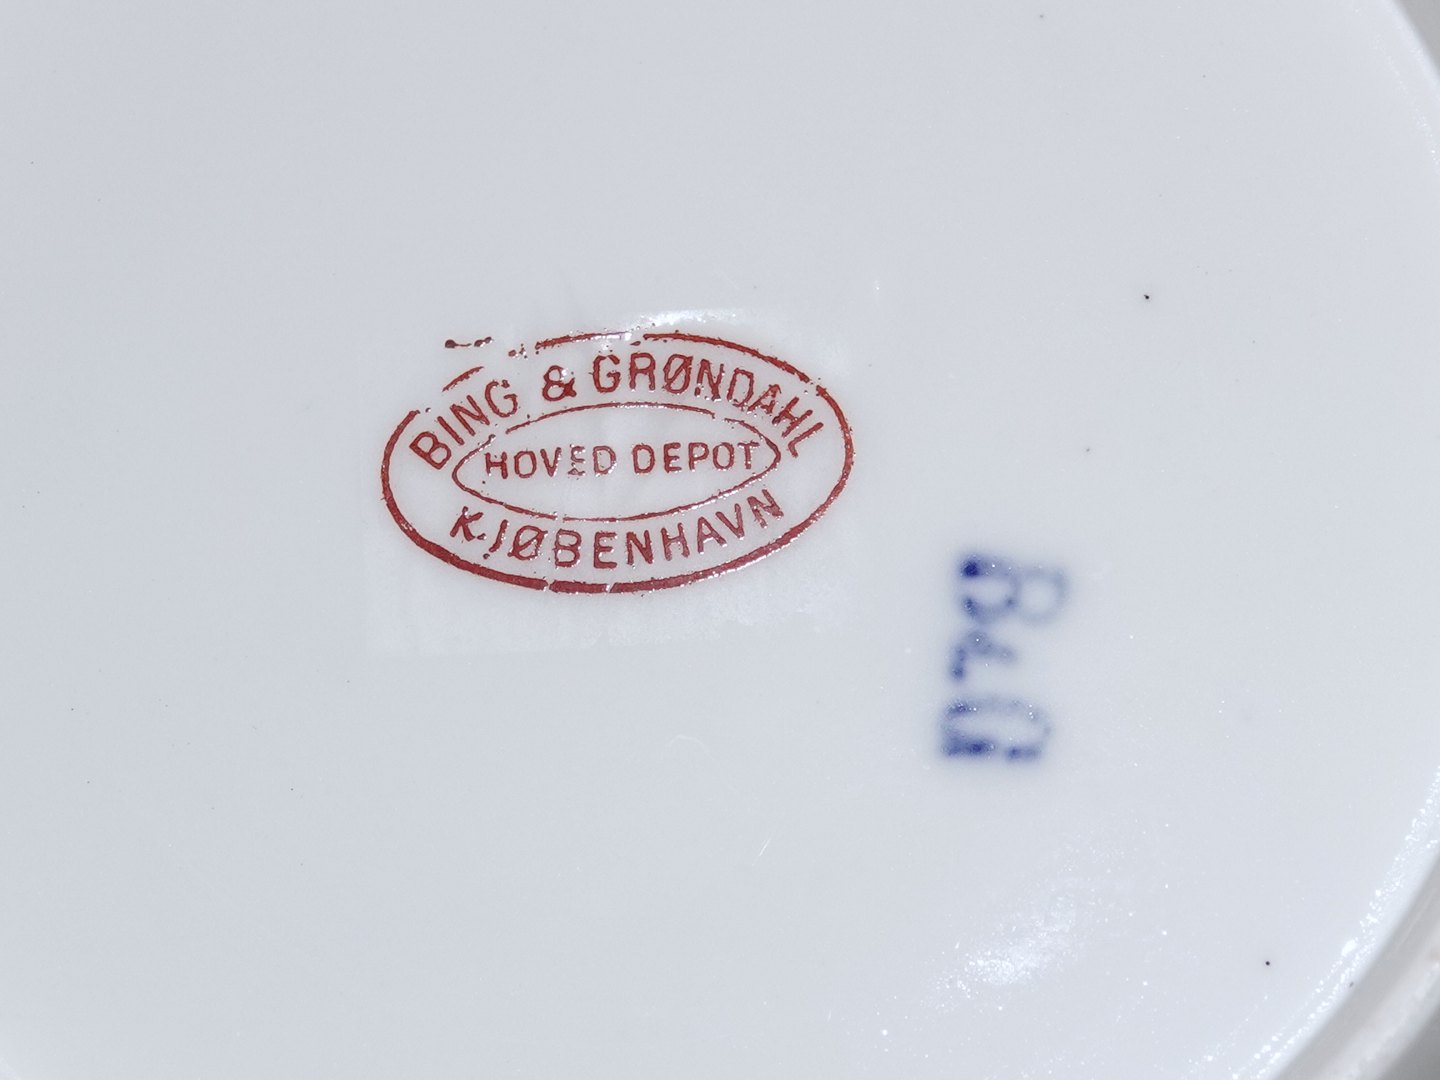 BING & GRØNDAHL
HOVED DEPOT
KJØBENHAVN